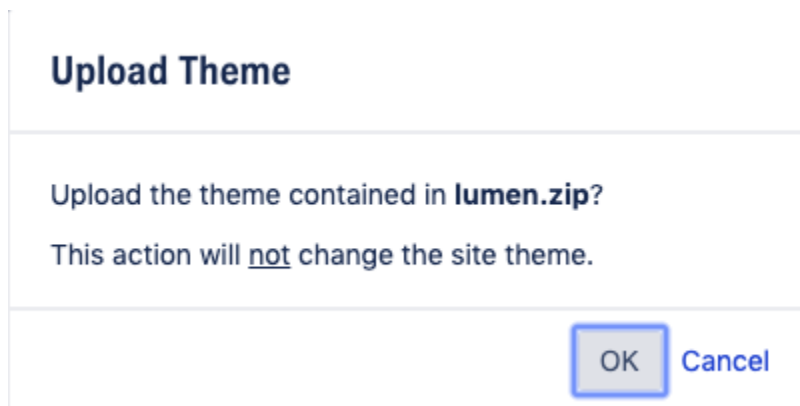 Upload Theme
Upload the theme contained in lumen.zip?
This action will not change the site theme.
OK Cancel